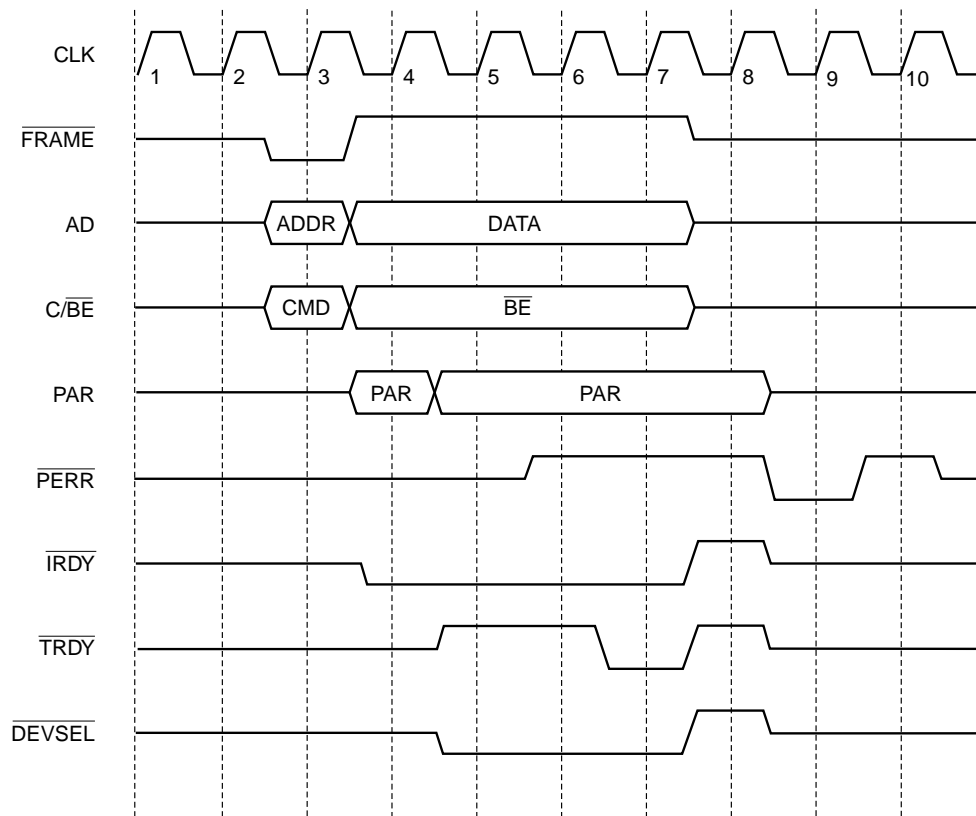 CLK
1 2 3 4 5 6 7 8 9 10
FRAME
AD ADDR DATA
C/BE CMD BE
PAR PAR PAR
PERR
IRDY
TRDY
DEVSEL